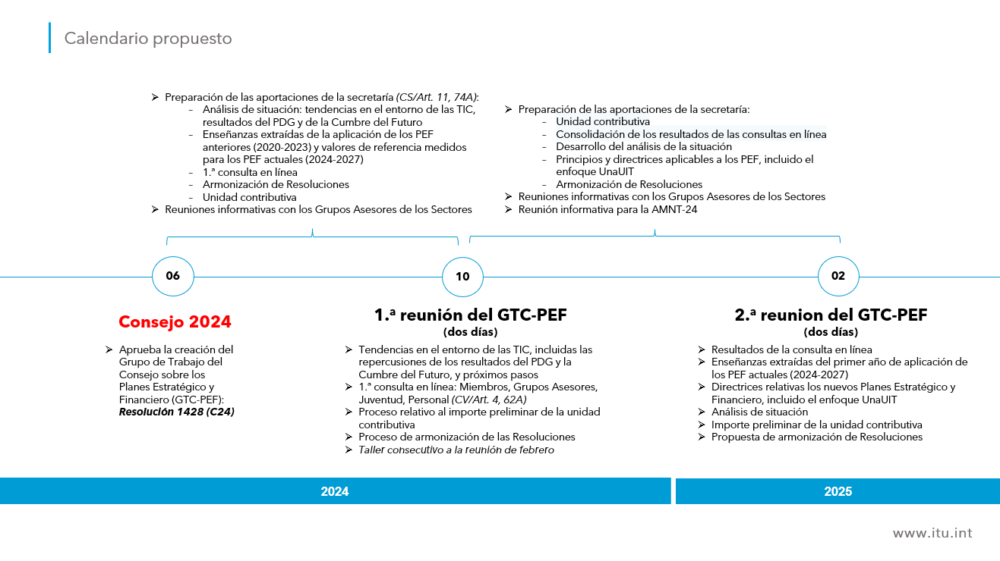 Calendario propuesto
➢ Preparación de las aportaciones de la secretaría (CS/Art. 11, 74A):
– Análisis de situación: tendencias en el entorno de las TIC,
resultados del PDG y de la Cumbre del Futuro
– Enseñanzas extraídas de la aplicación de los PEF
anteriores (2020-2023) y valores de referencia medidos
para los PEF actuales (2024-2027)
– 1.ª consulta en línea
– Armonización de Resoluciones
– Unidad contributiva
➢ Reuniones informativas con los Grupos Asesores de los Sectores
➢ Preparación de las aportaciones de la secretaría:
– Unidad contributiva
– Consolidación de los resultados de las consultas en línea
– Desarrollo del análisis de la situación
– Principios y directrices aplicables a los PEF, incluido el
enfoque UnaUIT
– Armonización de Resoluciones
➢ Reuniones informativas con los Grupos Asesores de los Sectores
➢ Reunión informativa para la AMNT-24
06
10
02
Consejo 2024
➢ Aprueba la creación del
Grupo de Trabajo del
Consejo sobre los
Planes Estratégico y
Financiero (GTC-PEF):
Resolución 1428 (C24)
1.ª reunión del GTC-PEF
(dos días)
➢ Tendencias en el entorno de las TIC, incluidas las
repercusiones de los resultados del PDG y la
Cumbre del Futuro, y próximos pasos
➢ 1.ª consulta en línea: Miembros, Grupos Asesores,
Juventud, Personal (CV/Art. 4, 62A)
➢ Proceso relativo al importe preliminar de la unidad
contributiva
➢ Proceso de armonización de las Resoluciones
➢ Taller consecutivo a la reunión de febrero
2.ª reunion del GTC-PEF
(dos días)
➢ Resultados de la consulta en línea
➢ Enseñanzas extraídas del primer año de aplicación de
los PEF actuales (2024-2027)
➢ Directrices relativas los nuevos Planes Estratégico y
Financiero, incluido el enfoque UnaUIT
➢ Análisis de situación
➢ Importe preliminar de la unidad contributiva
➢ Propuesta de armonización de Resoluciones
2024
2025
www.itu.int